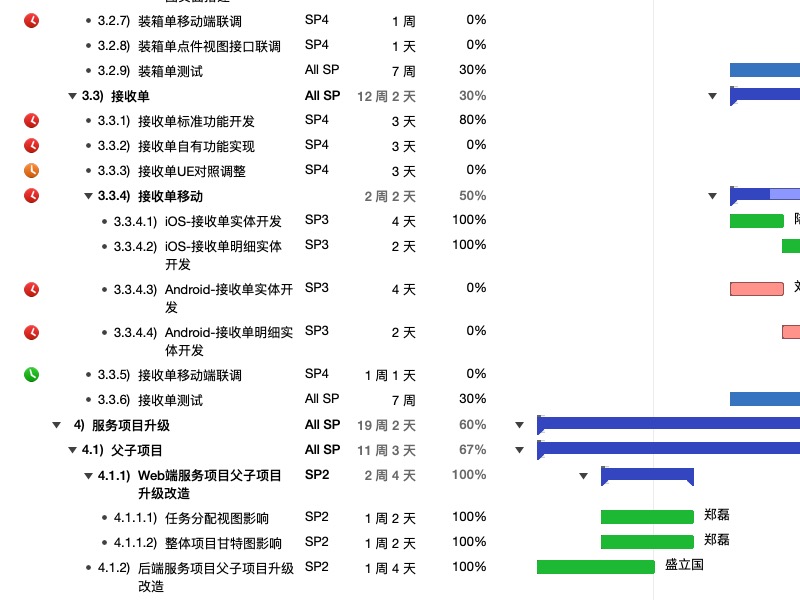 3.2.7) 装箱单移动端联调 SP4 1 周 0%
3.2.8) 装箱单点件视图接口联调 SP4 1 天 0%
3.2.9) 装箱单测试 All SP 7 周 30%
3.3) 接收单 All SP 12 周 2 天 30%
3.3.1) 接收单标准功能开发 SP4 3 天 80%
3.3.2) 接收单自有功能实现 SP4 3 天 0%
3.3.3) 接收单UE对照调整 SP4 3 天 0%
3.3.4) 接收单移动 2 周 2 天 50%
3.3.4.1) iOS-接收单实体开发 SP3 4 天 100%
3.3.4.2) iOS-接收单明细实体 SP3 2 天 100%
开发
3.3.4.3) Android-接收单实体开 SP3 4 天 0%
发
3.3.4.4) Android-接收单明细实 SP3 2 天 0%
体开发
3.3.5) 接收单移动端联调 SP4 1 周 1 天 0%
3.3.6) 接收单测试 All SP 7 周 30%
4) 服务项目升级 All SP 19 周 2 天 60%
4.1) 父子项目 All SP 11 周 3 天 67%
4.1.1) Web端服务项目父子项目 SP2 2 周 4 天 100%
升级改造
4.1.1.1) 任务分配视图影响 SP2 1 周 2 天 100% 郑磊
4.1.1.2) 整体项目甘特图影响 SP2 1 周 2 天 100% 郑磊
4.1.2) 后端服务项目父子项目升级 SP2 1 周 4 天 100% 盛立国
改造